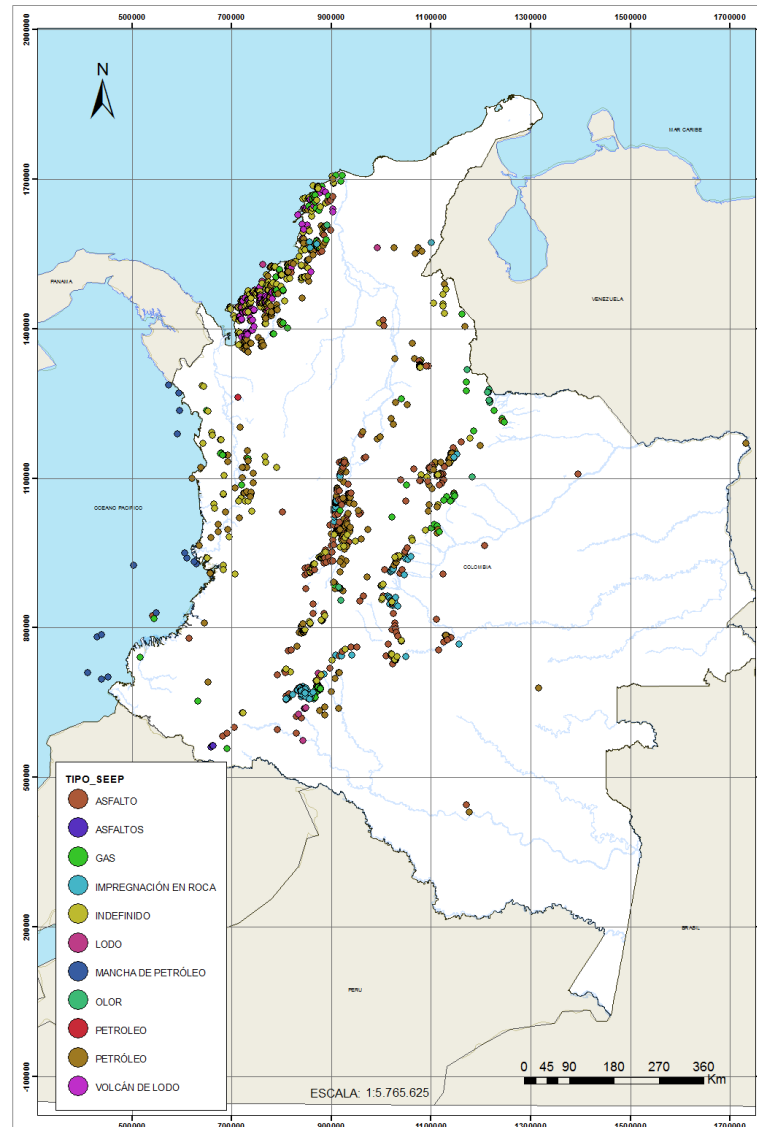 500000 700000 900000 1100000 1300000 1500000 1700000
2000000
N
MAR CARIBE
1700000
PANAMA
VENEZUELA
1400000
1100000
OCEANO PACIFICO
COLOMBIA
800000
500000
TIPO_SEEP
ASFALTO
ASFALTOS
GAS
IMPREGNACIÓN EN ROCA
INDEFINIDO
LODO
MANCHA DE PETRÓLEO
OLOR
PETROLEO
PETRÓLEO
VOLCÁN DE LODO
200000
BRASIL
PERU
-100000
0 45 90 180 270 360
Km
ESCALA: 1:5.765.625
500000 700000 900000 1100000 1300000 1500000 1700000